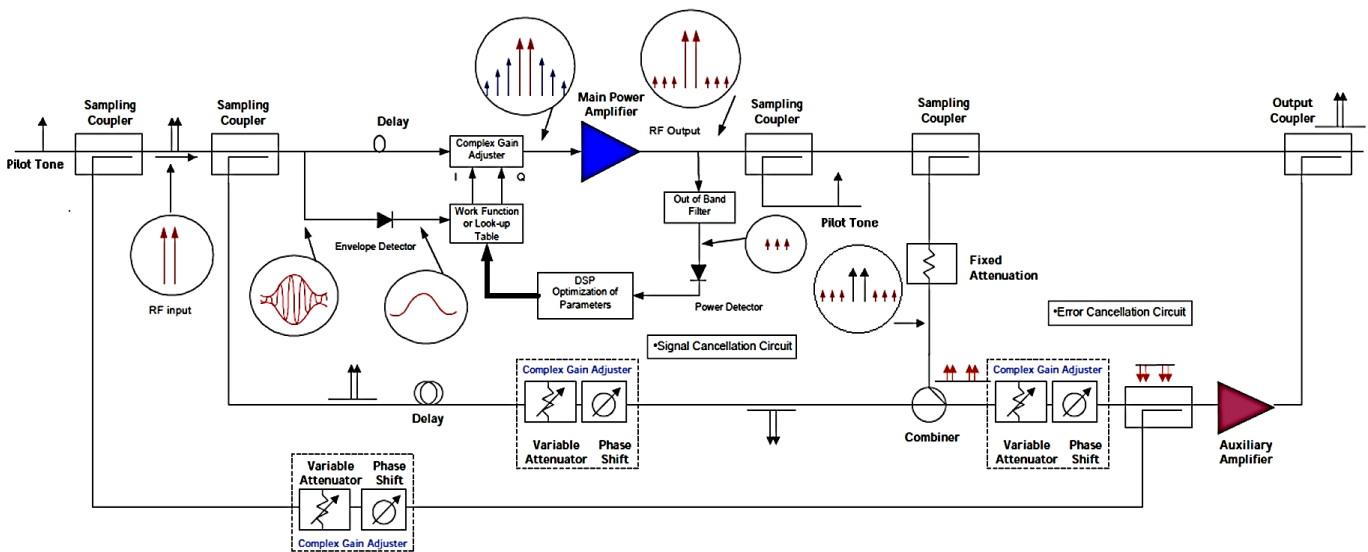 Sampling
Coupler
Sampling
Coupler
Delay
Main Power
Amplifier
RF Output
Sampling
Coupler
Sampling
Coupler
Output
Coupler
Pilot Tone
Complex Gain
Adjuster
I
Q
Work Function
or Look-up
Table
Envelope Detector
RF input
Out of Band
Filter
Pilot Tone
Fixed
Attenuation
DSP
Optimization of
Parameters
Power Detector
•Error Cancellation Circuit
•Signal Cancellation Circuit
Complex Gain Adjuster
Delay
Variable
Attenuator
Phase
Shift
Combiner
Complex Gain Adjuster
Variable
Attenuator
Phase
Shift
Auxiliary
Amplifier
Variable
Attenuator
Phase
Shift
Complex Gain Adjuster